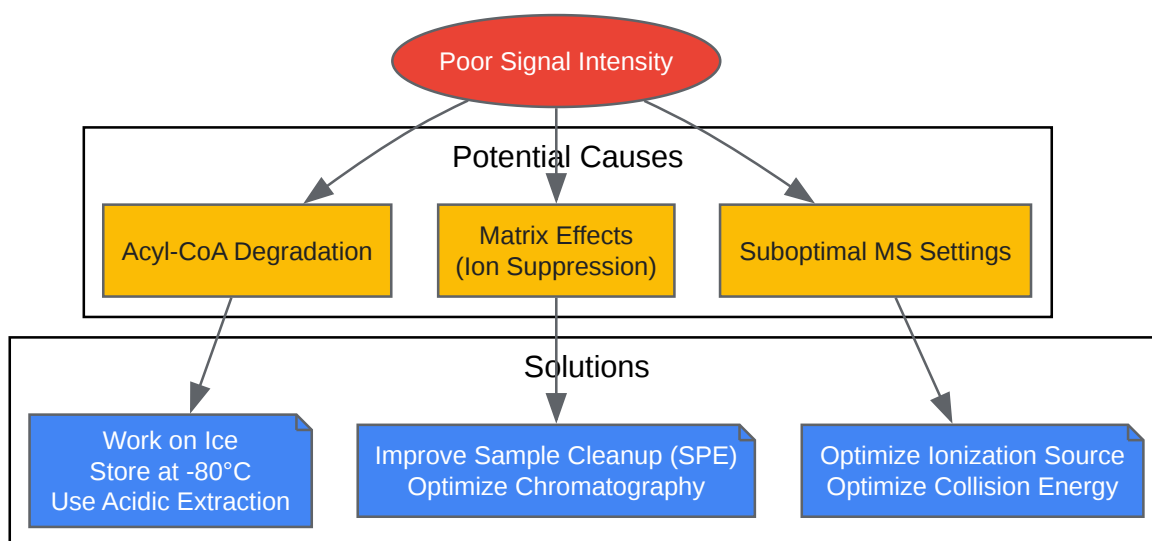 Poor Signal Intensity
Potential Causes
Acyl-CoA Degradation
Matrix Effects
(Ion Suppression)
Suboptimal MS Settings
Solutions
Work on Ice
Store at -80°C
Use Acidic Extraction
Improve Sample Cleanup (SPE)
Optimize Chromatography
Optimize Ionization Source
Optimize Collision Energy